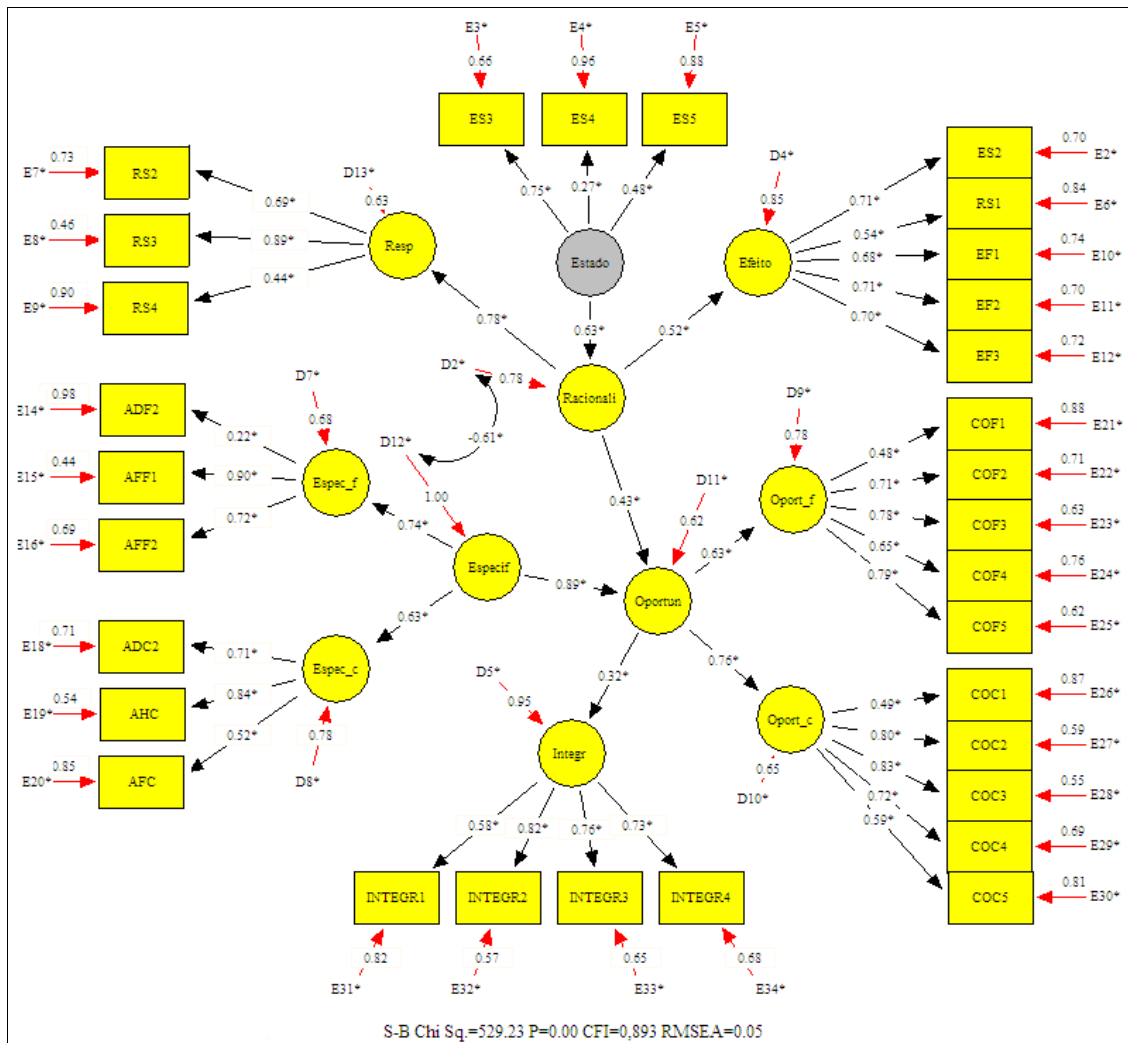 E3* E4* E5*
0.66 0.96 0.88
ES3 ES4 ES5
0.75* 0.27* 0.48*
Estado
0.63*
E7* 0.73 RS2 0.69*
E8* 0.46 RS3 0.89*
E9* 0.90 RS4 0.44*
D13* 0.63 Resp
0.78*
D4* 0.85 Efeito
0.52*
0.71* ES2 0.70 E2*
0.54* RS1 0.84 E6*
0.68* EF1 0.74 E10*
0.71* EF2 0.70 E11*
0.70* EF3 0.72 E12*
D2* 0.78 Racionali
-0.61*
D12* 1.00
0.43*
E14* 0.98 ADF2 0.22*
E15* 0.44 AFF1 0.90*
E16* 0.69 AFF2 0.72*
D7* 0.68 Espec_f
0.74*
Especif
0.89*
0.63*
D11* 0.62 Oportun
0.63*
D9* 0.78 Oport_f
0.48* COF1 0.88 E21*
0.71* COF2 0.71 E22*
0.78* COF3 0.63 E23*
0.65* COF4 0.76 E24*
0.79* COF5 0.62 E25*
E18* 0.71 ADC2 0.71*
E19* 0.54 AHC 0.84*
E20* 0.85 AFC 0.52*
Espec_c 0.78 D8*
0.32*
0.76*
D5* 0.95 Integr
Oport_c 0.65 D10*
0.49* COC1 0.87 E26*
0.80* COC2 0.59 E27*
0.83* COC3 0.55 E28*
0.72* COC4 0.69 E29*
0.59* COC5 0.81 E30*
0.58* 0.82* 0.76* 0.73*
INTEGR1 INTEGR2 INTEGR3 INTEGR4
0.82 0.57 0.65 0.68
E31* E32* E33* E34*
S-B Chi Sq.=529.23 P=0.00 CFI=0,893 RMSEA=0.05